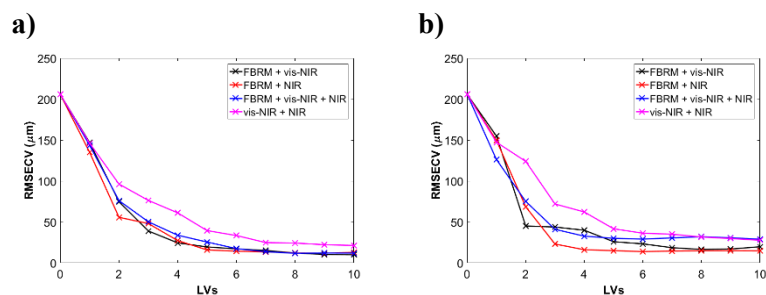 a)
250
200
150
100
50
0
RMSECV (μm)
0 2 4 6 8 10
LVs
FBRM + vis-NIR
FBRM + NIR
FBRM + vis-NIR + NIR
vis-NIR + NIR
b)
250
200
150
100
50
0
RMSECV (μm)
0 2 4 6 8 10
LVs
FBRM + vis-NIR
FBRM + NIR
FBRM + vis-NIR + NIR
vis-NIR + NIR